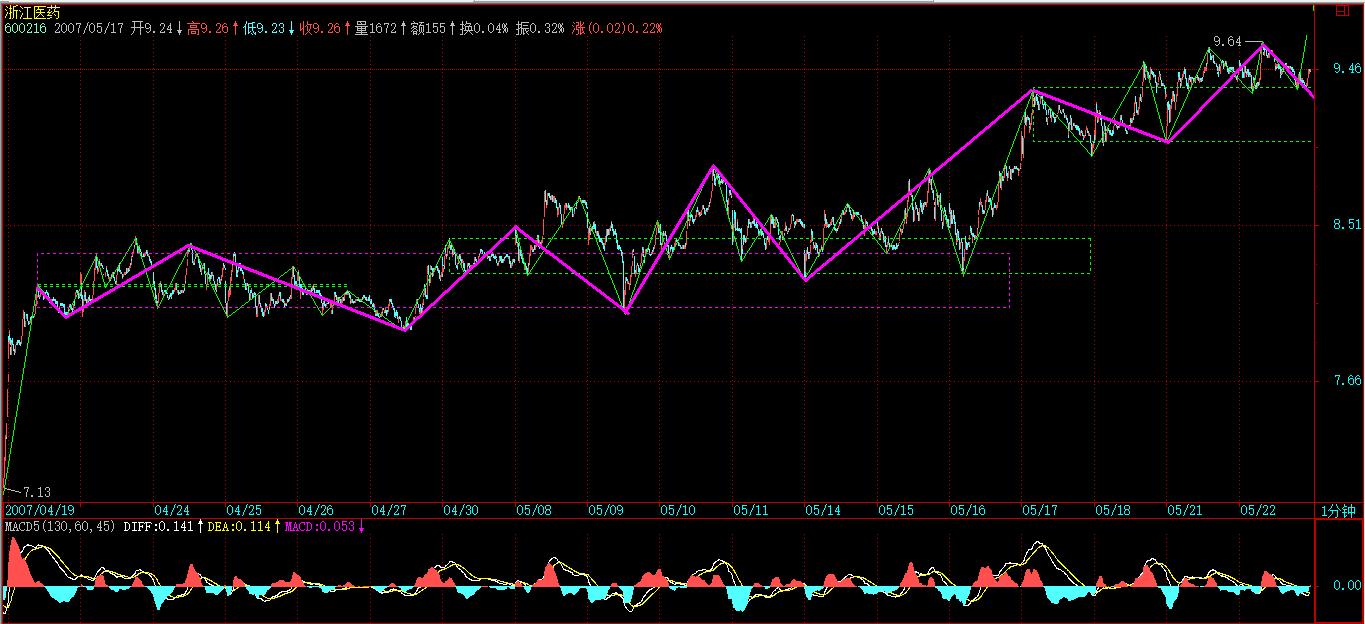 浙江医药
600216 2007/05/17 开9.24↓高9.26↑低9.23↓收9.26↑量1672↑额155↑换0.04% 振0.32% 涨(0.02)0.22%
日
9.64
9.46
8.51
7.66
7.13
2007/04/19 04/24 04/25 04/26 04/27 04/30 05/08 05/09 05/10 05/11 05/14 05/15 05/16 05/17 05/18 05/21 05/22 1分钟
MACD5(130,60,45) DIFF:0.141↑DEA:0.114↑MACD:0.053↓
0.00